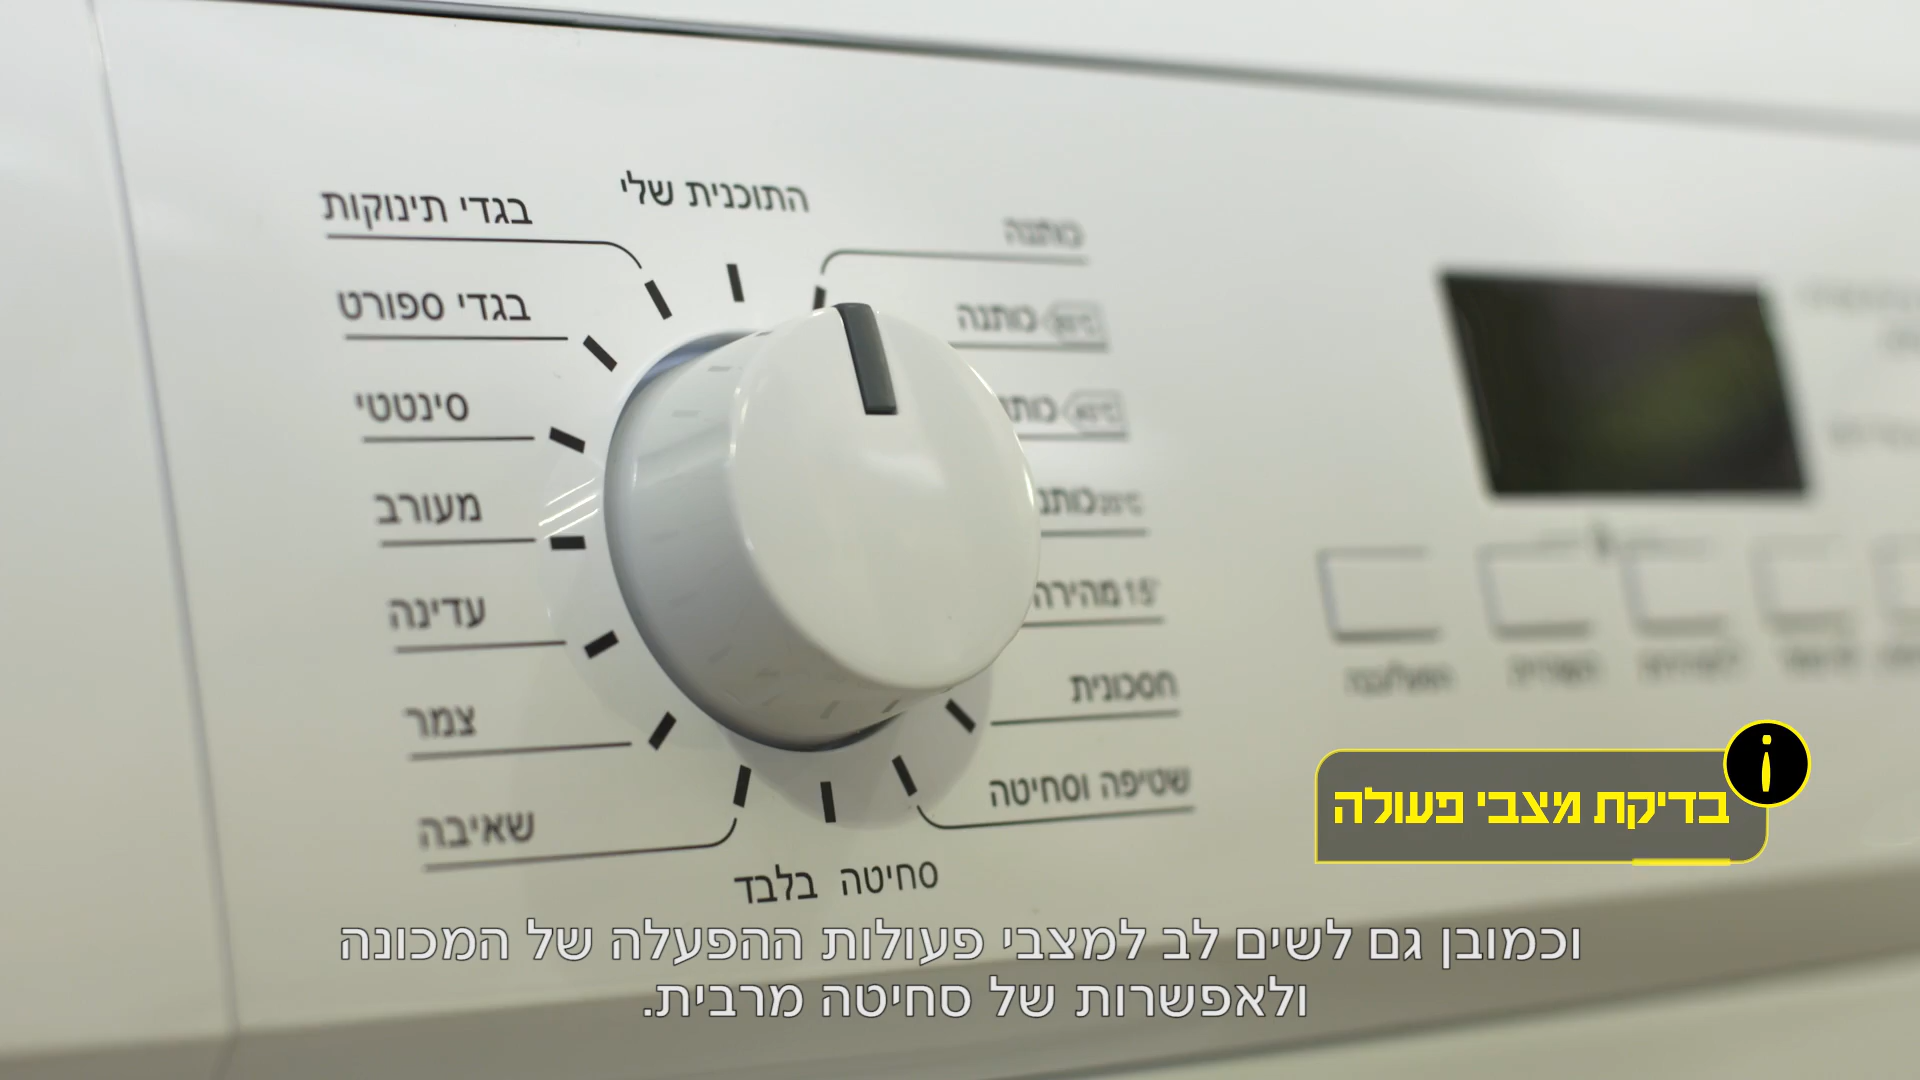 התוכנית שלי
בגדי תינוקות
בגדי ספורט
סינטטי
מעורב
עדינה
צמר
שאיבה
סחיטה בלבד
כותנה
כותנה
מהירה 15'
חסכונית
שטיפה וסחיטה
בדיקת מצבי פעולה
וכמובן גם לשים לב למצבי פעולות ההפעלה של המכונה
ולאפשרות של סחיטה מרבית.